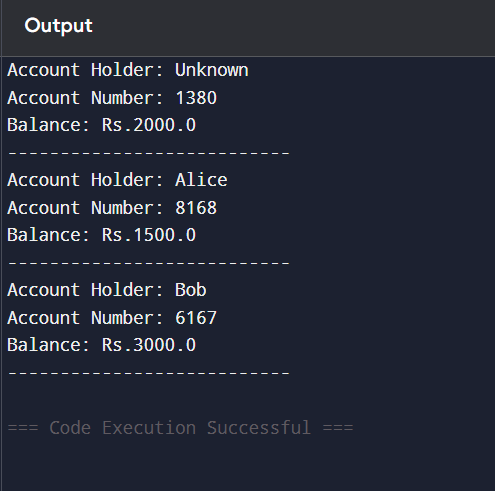 Output
Account Holder: Unknown
Account Number: 1380
Balance: Rs.2000.0
---------------------------
Account Holder: Alice
Account Number: 8168
Balance: Rs.1500.0
---------------------------
Account Holder: Bob
Account Number: 6167
Balance: Rs.3000.0
---------------------------
=== Code Execution Successful ===